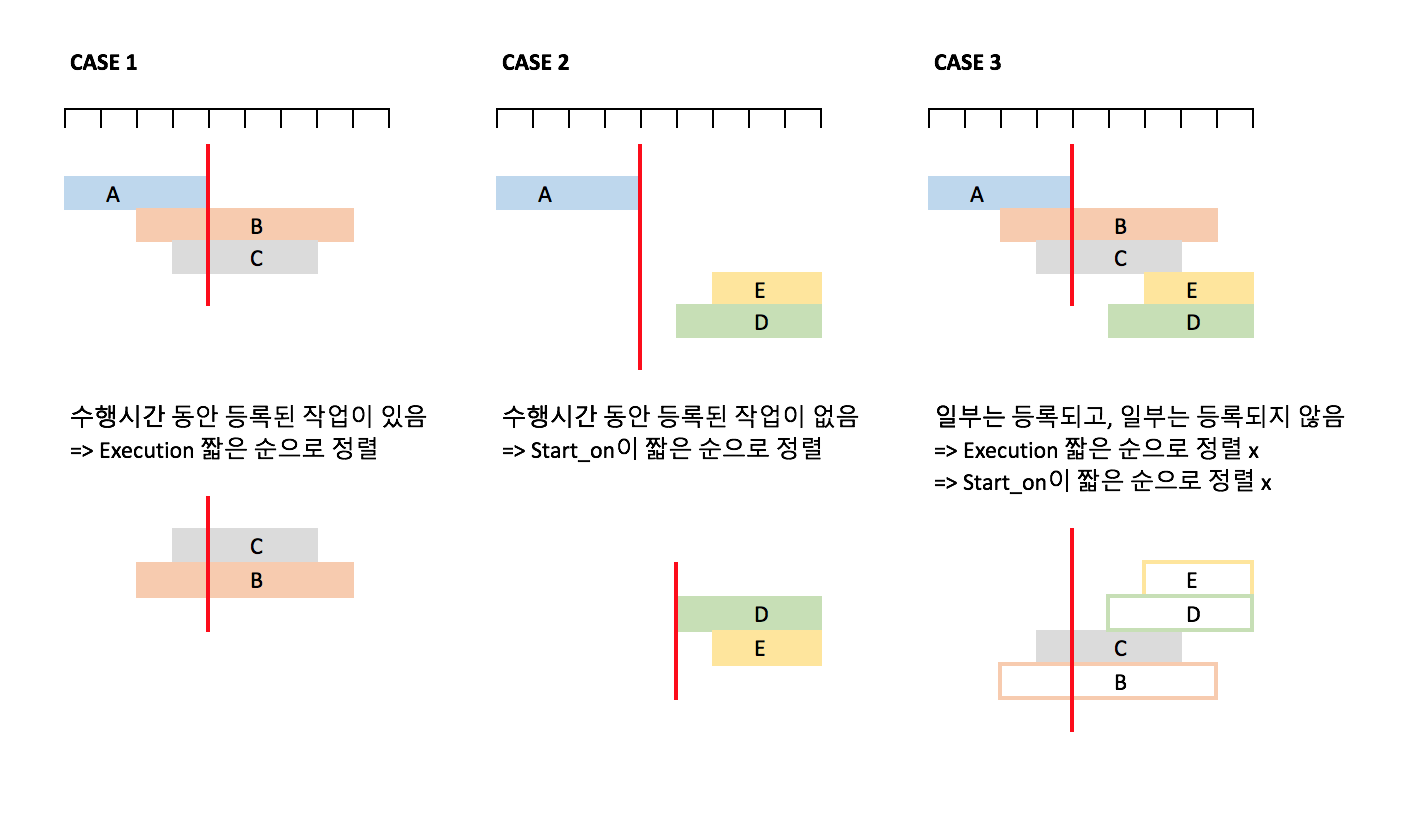 CASE 1
A
B
C
수행시간 동안 등록된 작업이 있음
=> Execution 짧은 순으로 정렬
C
B
CASE 2
A
E
D
수행시간 동안 등록된 작업이 없음
=> Start_on이 짧은 순으로 정렬
D
E
CASE 3
A
B
C
E
D
일부는 등록되고, 일부는 등록되지 않음
=> Execution 짧은 순으로 정렬 x
=> Start_on이 짧은 순으로 정렬 x
E
D
C
B